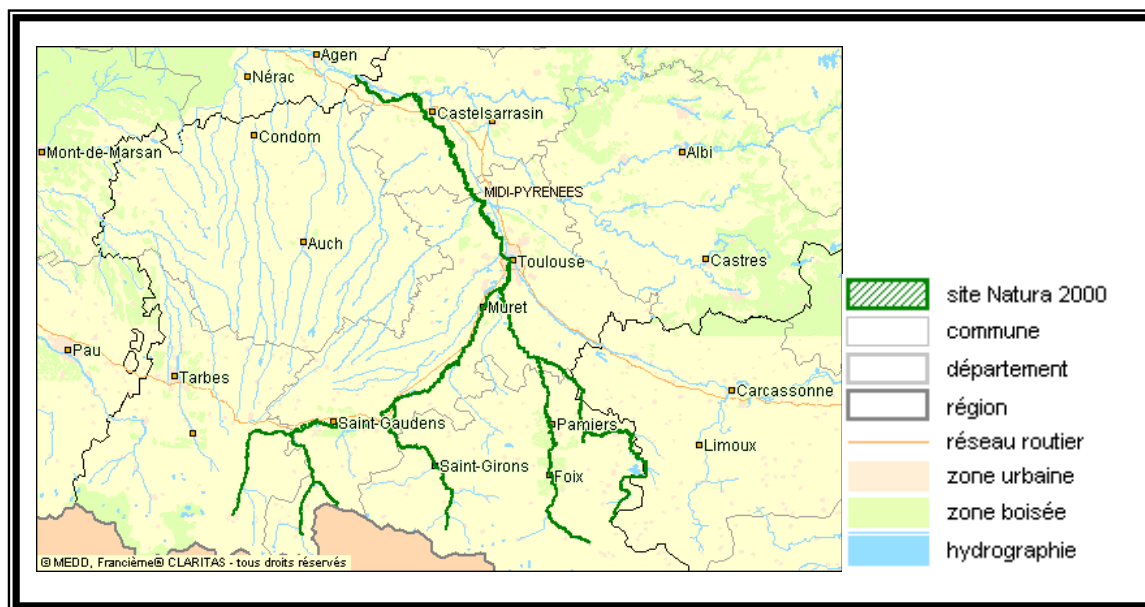 Agen
Nérac
Castelsarrasin
Condom
Mont-de-Marsan
Albi
MIDI-PYRENEES
Auch
Toulouse
Castres
Muret
Pau
Tarbes
Carcassonne
Saint-Gaudens
Pamiers
Limoux
Saint-Girons
Foix
© MEDD, Francième® CLARITAS - tous droits réservés
site Natura 2000
commune
département
région
réseau routier
zone urbaine
zone boisée
hydrographie